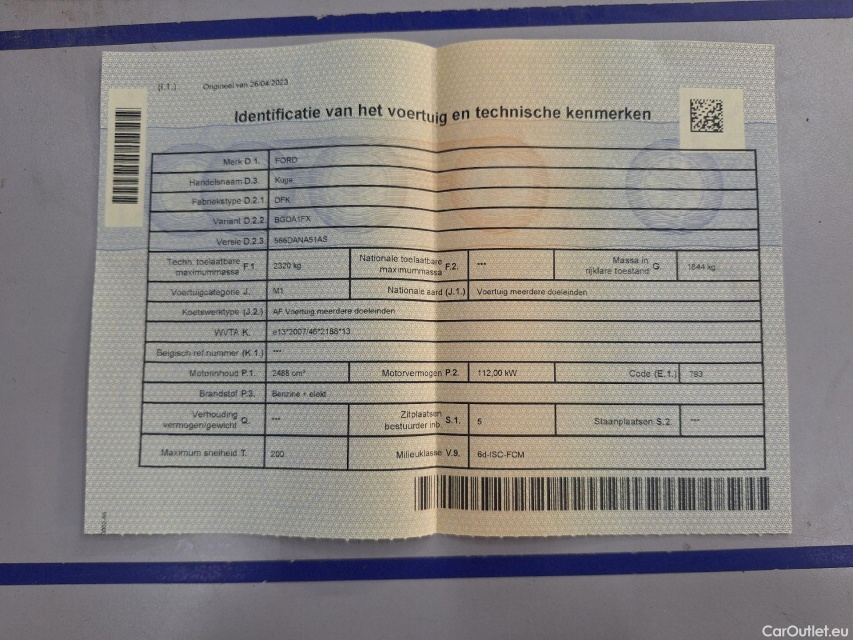 (I.1.) Origineel van 26/04/2023
Identificatie van het voertuig en technische kenmerken
Merk D.1. FORD
Handelsnaam D.3. Kuga
Fabriekstype D.2.1. DFK
Variant D.2.2. BGDA1FX
Versie D.2.3. 566DANA51AS
Techn. toelaatbare maximummassa F.1. 2320 kg Nationale toelaatbare maximummassa F.2. *** Massa in rijklare toestand G. 1844 kg
Voertuigcategorie J. M1 Nationale aard (J.1.) Voertuig meerdere doeleinden
Koetswerktype (J.2.) AF Voertuig meerdere doeleinden
WVTA K. e13*2007/46*2188*13
Belgisch ref.nummer (K.1.) ***
Motorinhoud P.1. 2488 cm³ Motorvermogen P.2. 112,00 kW Code (E.1.) 783
Brandstof P.3. Benzine + elekt
Verhouding vermogen/gewicht Q. *** Zitplaatsen bestuurder inb. S.1. 5 Staanplaatsen S.2. ***
Maximum snelheid T. 200 Milieuklasse V.9. 6d-ISC-FCM
CarOutlet.eu